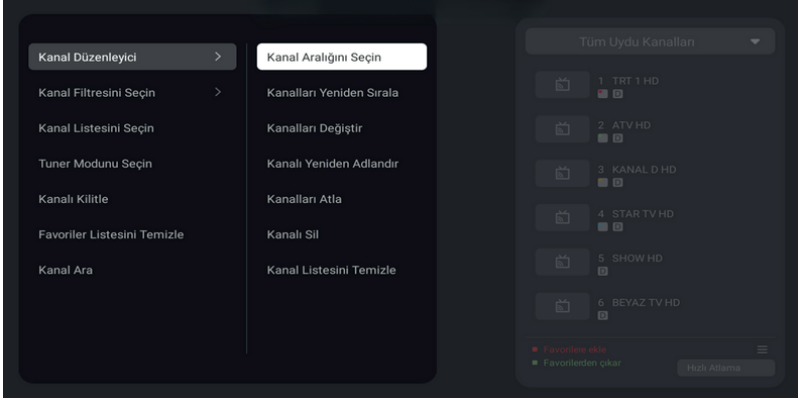 Kanal Düzenleyici
Kanal Filtresini Seçin
Kanal Listesini Seçin
Tuner Modunu Seçin
Kanalı Kilitle
Favoriler Listesini Temizle
Kanal Ara
Kanal Aralığını Seçin
Kanalları Yeniden Sırala
Kanalları Değiştir
Kanalı Yeniden Adlandır
Kanalları Atla
Kanalı Sil
Kanal Listesini Temizle
Tüm Uydu Kanalları
1 TRT 1 HD
D
2 ATV HD
D
3 KANAL D HD
D
4 STAR TV HD
D
5 SHOW HD
D
6 BEYAZ TV HD
D
Favorilere ekle
Favorilerden çıkar
Hızlı Atlama